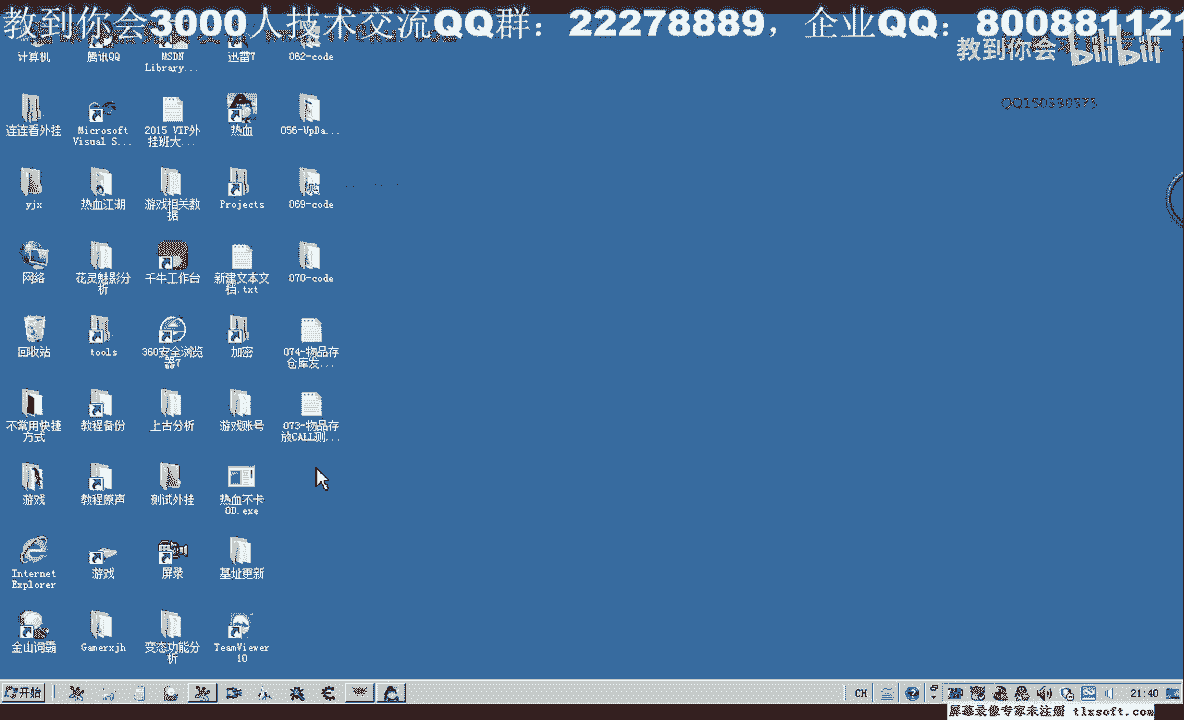 教到你会3000人技术交流QQ群：22278889，企业QQ：800881121
教到你会 bilibili
计算机
腾讯QQ
MSDN
Library...
迅雷7
062-code
连连看外挂
Microsoft
Visual S...
2015 VIP外
挂班大...
热血
056-UpDa...
yjx
热血江湖
游戏相关数
据
Projects
069-code
网络
花灵魅影分
析
千牛工作台
新建文本文
档.txt
070-code
回收站
tools
360安全浏览
器7
加密
074-物品存
仓库发...
不常用快捷
方式
教程备份
上古分析
游戏账号
073-物品存
放CALL测...
游戏
教程原声
测试外挂
热血不卡
OD.exe
Internet
Explorer
游戏
屏录
基址更新
金山词霸
Gamerxjh
变态功能分
析
TeamViewer
10
开始
CH
21:40
屏幕录像专家未注册 tlxsoft.com